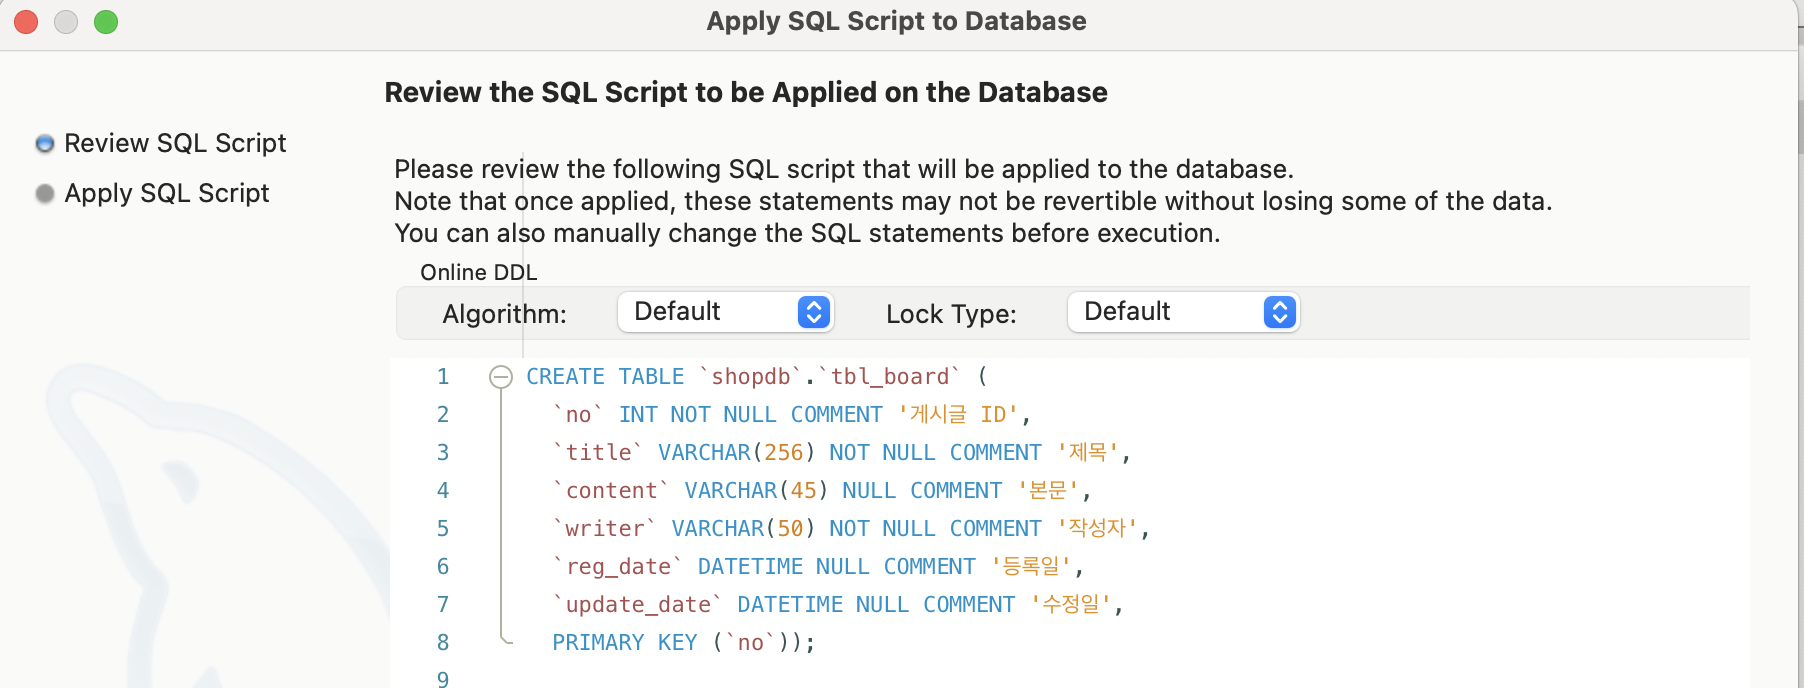 Apply SQL Script to Database
Review SQL Script
Apply SQL Script
Review the SQL Script to be Applied on the Database
Please review the following SQL script that will be applied to the database.
Note that once applied, these statements may not be revertible without losing some of the data.
You can also manually change the SQL statements before execution.
Online DDL
Algorithm: Default Lock Type: Default
1 CREATE TABLE `shopdb`.`tbl_board` (
2 `no` INT NOT NULL COMMENT '게시글 ID',
3 `title` VARCHAR(256) NOT NULL COMMENT '제목',
4 `content` VARCHAR(45) NULL COMMENT '본문',
5 `writer` VARCHAR(50) NOT NULL COMMENT '작성자',
6 `reg_date` DATETIME NULL COMMENT '등록일',
7 `update_date` DATETIME NULL COMMENT '수정일',
8 PRIMARY KEY (`no`));
9